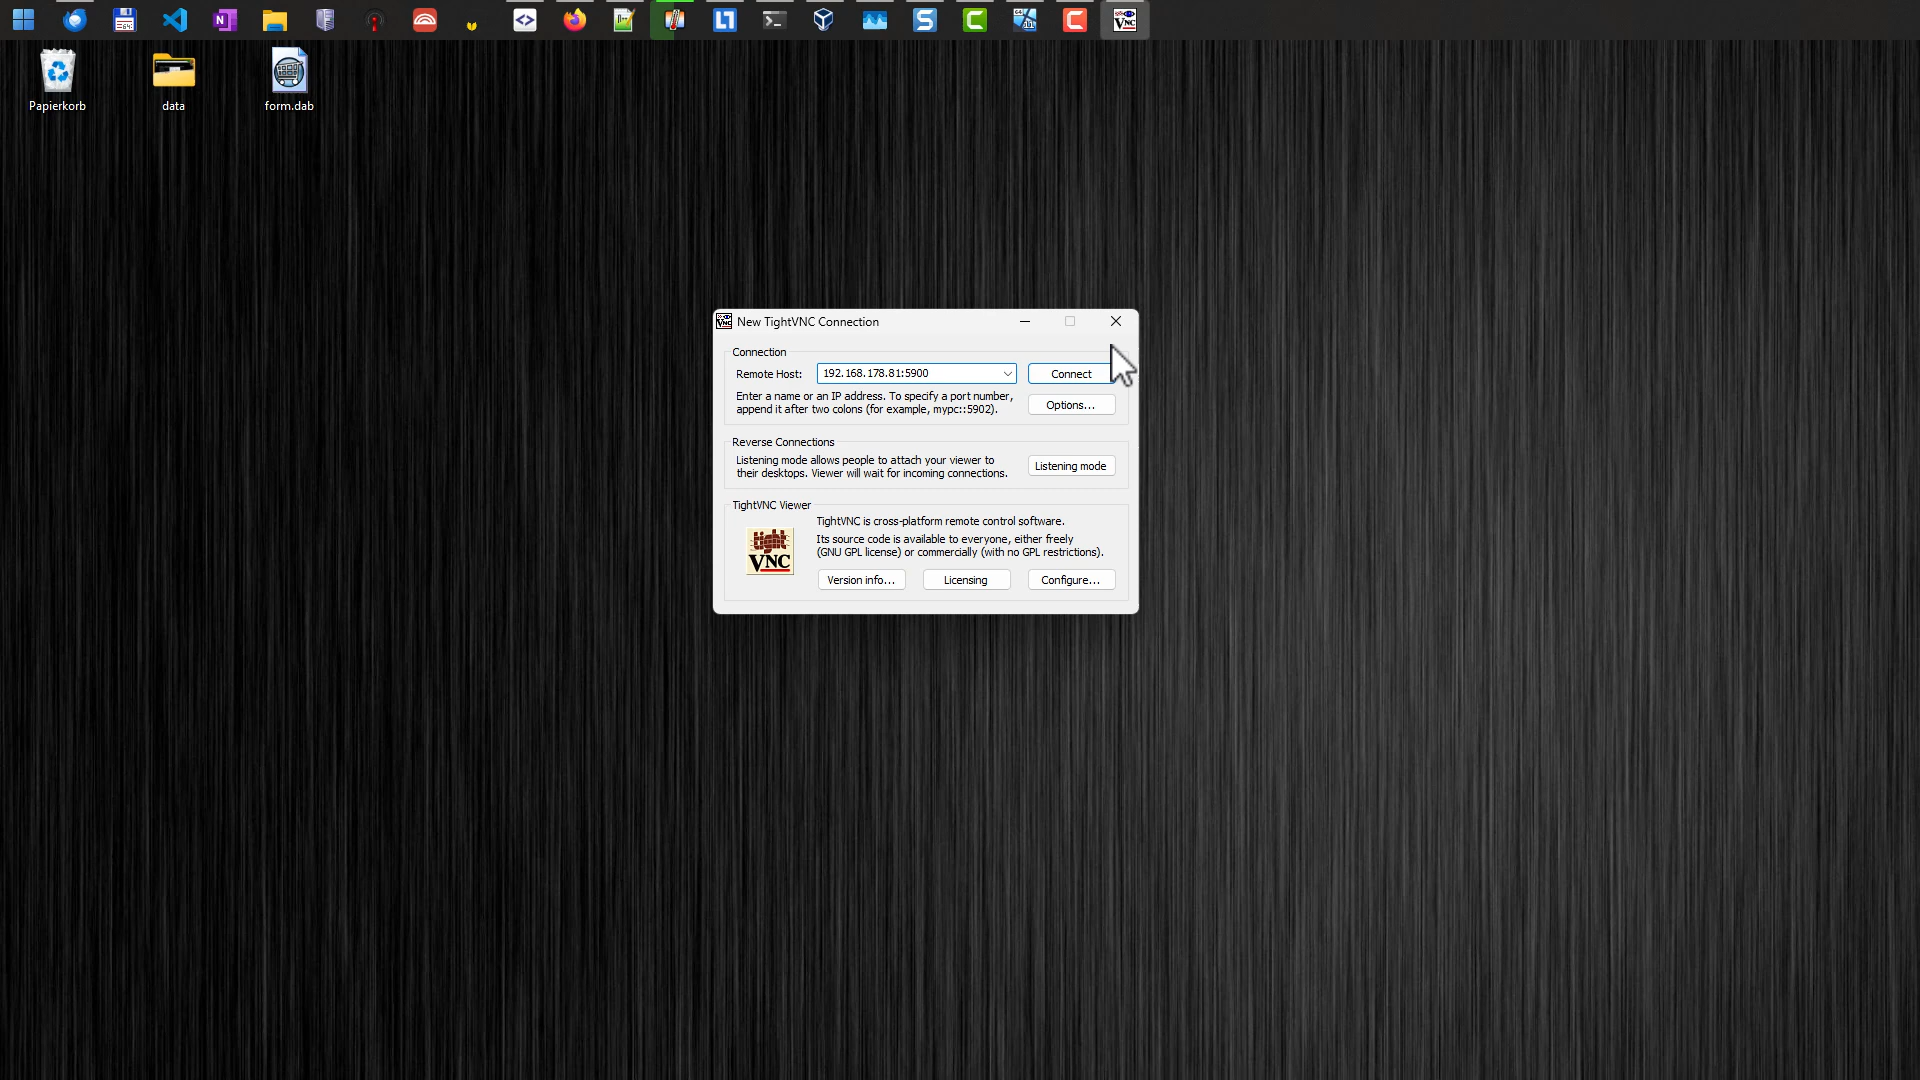 Papierkorb
data
form.dab
New TightVNC Connection
Connection
Remote Host:
192.168.178.81:5900
Connect
Enter a name or an IP address. To specify a port number,
append it after two colons (for example, mypc::5902).
Options...
Reverse Connections
Listening mode allows people to attach your viewer to
their desktops. Viewer will wait for incoming connections.
Listening mode
TightVNC Viewer
tight
VNC
TightVNC is cross-platform remote control software.
Its source code is available to everyone, either freely
(GNU GPL license) or commercially (with no GPL restrictions).
Version info...
Licensing
Configure...